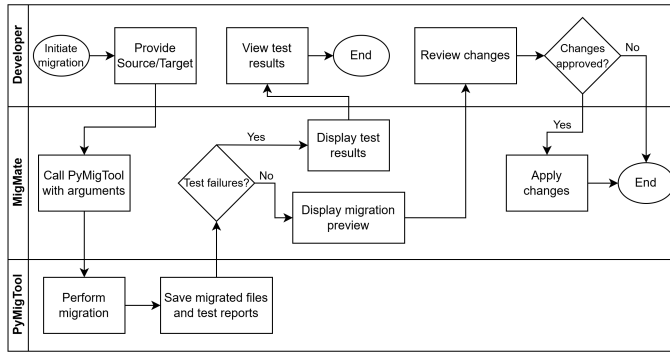 Developer
Initiate
migration
Provide
Source/Target
View test
results
End
Review changes
Changes
approved?
No
Yes
MigMate
Call PyMigTool
with arguments
Test failures?
Yes
No
Display test
results
Display migration
preview
Apply
changes
End
PyMigTool
Perform
migration
Save migrated files
and test reports